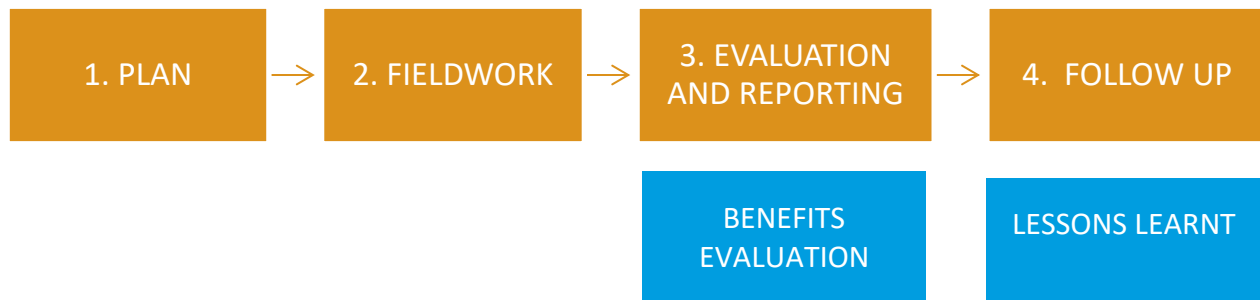 1. PLAN
2. FIELDWORK
3. EVALUATION
AND REPORTING
4. FOLLOW UP
BENEFITS
EVALUATION
LESSONS LEARNT